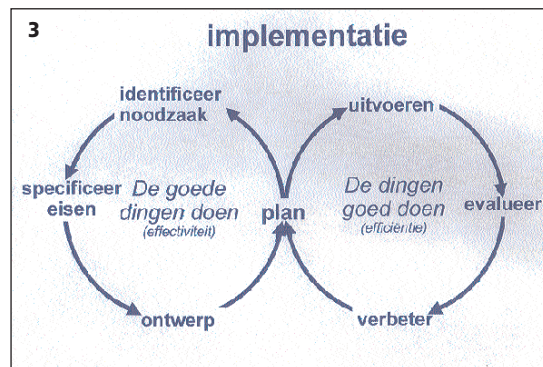 3
implementatie
identificeer
noodzaak
uitvoeren
specificeer
eisen
De goede
dingen doen
(effectiviteit)
plan
De dingen
goed doen
(efficiëntie)
evalueer
ontwerp
verbeter